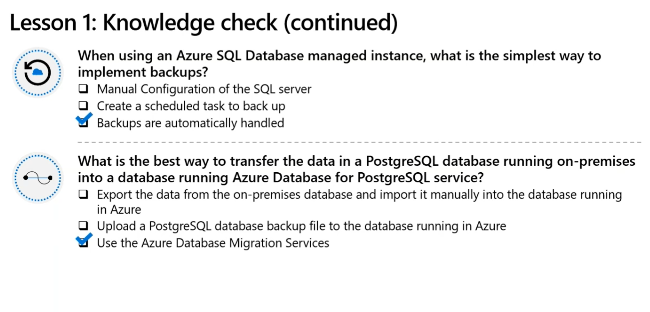 Lesson 1: Knowledge check (continued)
When using an Azure SQL Database managed instance, what is the simplest way to
implement backups?
Manual Configuration of the SQL server
Create a scheduled task to back up
Backups are automatically handled
What is the best way to transfer the data in a PostgreSQL database running on-premises
into a database running Azure Database for PostgreSQL service?
Export the data from the on-premises database and import it manually into the database running
in Azure
Upload a PostgreSQL database backup file to the database running in Azure
Use the Azure Database Migration Services